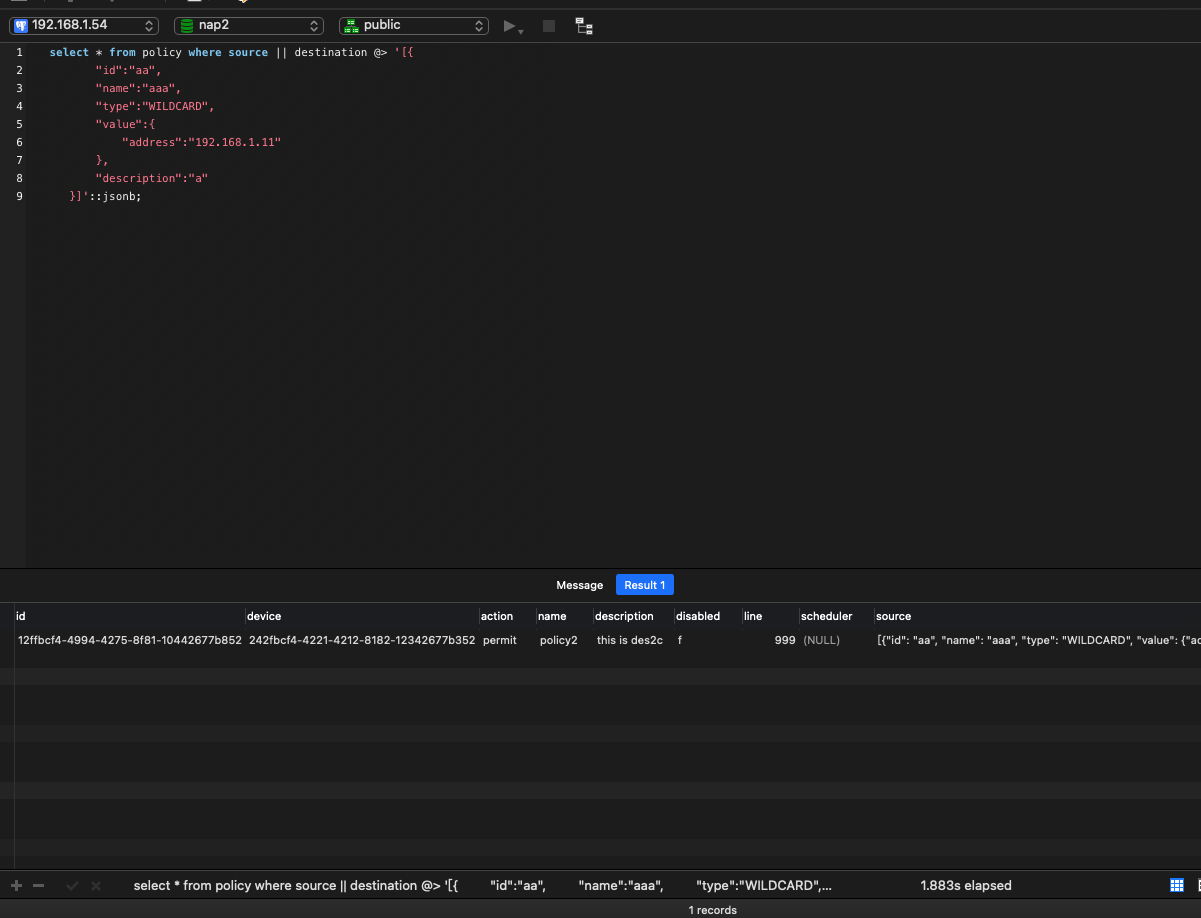 192.168.1.54 nap2 public
1 select * from policy where source || destination @> '[{
2 "id":"aa",
3 "name":"aaa",
4 "type":"WILDCARD",
5 "value":{
6 "address":"192.168.1.11"
7 },
8 "description":"a"
9 }]'::jsonb;
Message Result 1
id device action name description disabled line scheduler source
12ffbcf4-4994-4275-8f81-10442677b852 242fbcf4-4221-4212-8182-12342677b352 permit policy2 this is des2c f 999 (NULL) [{"id": "aa", "name": "aaa", "type": "WILDCARD", "value": {"ac
select * from policy where source || destination @> '[{ "id":"aa", "name":"aaa", "type":"WILDCARD",... 1.883s elapsed
1 records